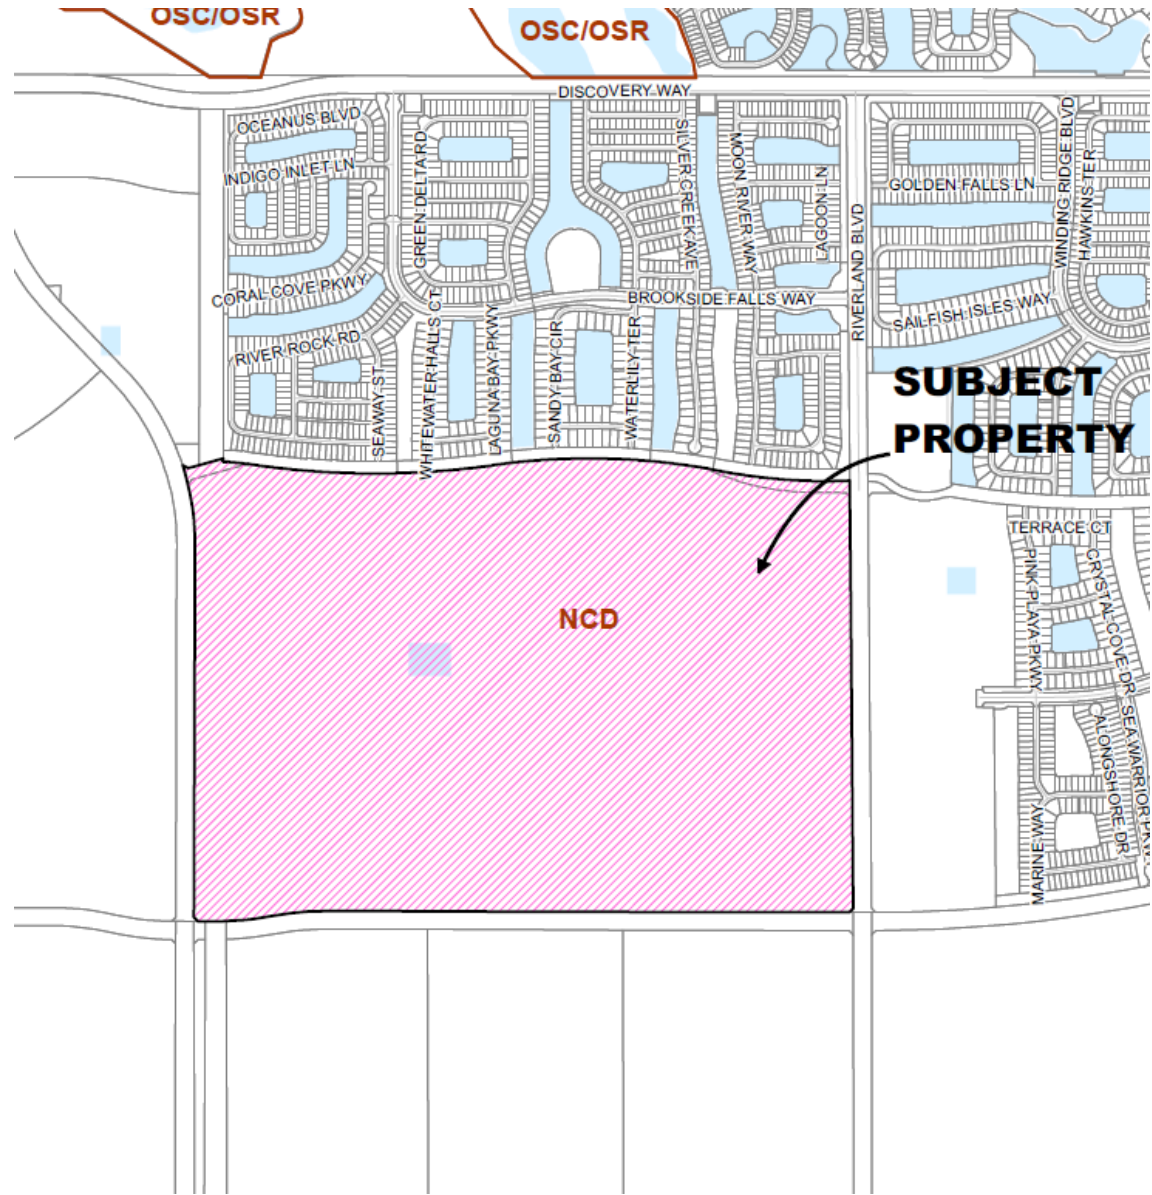 OSC/OSR
OSC/OSR
DISCOVERY WAY
OCEANUS BLVD
INDIGO INLET LN
GREEN DELTA RD
SILVER CREEK AVE
MOON RIVER WAY
LAGOON LN
RIVERLAND BLVD
GOLDEN FALLS LN
WINDING RIDGE BLVD
HAWKINS TER
CORAL COVE PKWY
BROOKSIDE FALLS WAY
SAILFISH ISLES WAY
RIVER ROCK RD
SEAWAY ST
WHITEWATER HALLS CT
LAGUNA BAY PKWY
SANDY BAY CIR
WATERLILY TER
SUBJECT
PROPERTY
TERRACE CT
PINK PLAYA PKWY
CRYSTAL COVE DR
NCD
SEA WARRIOR PKWY
ALONGSHORE DR
MARINE WAY